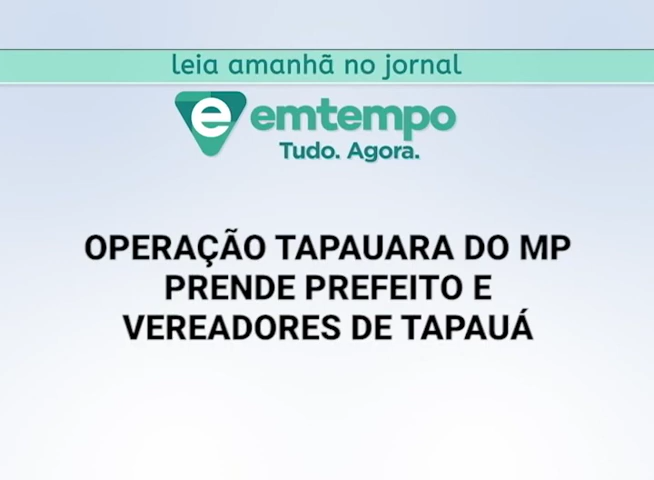 leia amanhã no jornal
e emtempo
Tudo. Agora.
OPERAÇÃO TAPAUARA DO MP
PRENDE PREFEITO E
VEREADORES DE TAPAUÁ